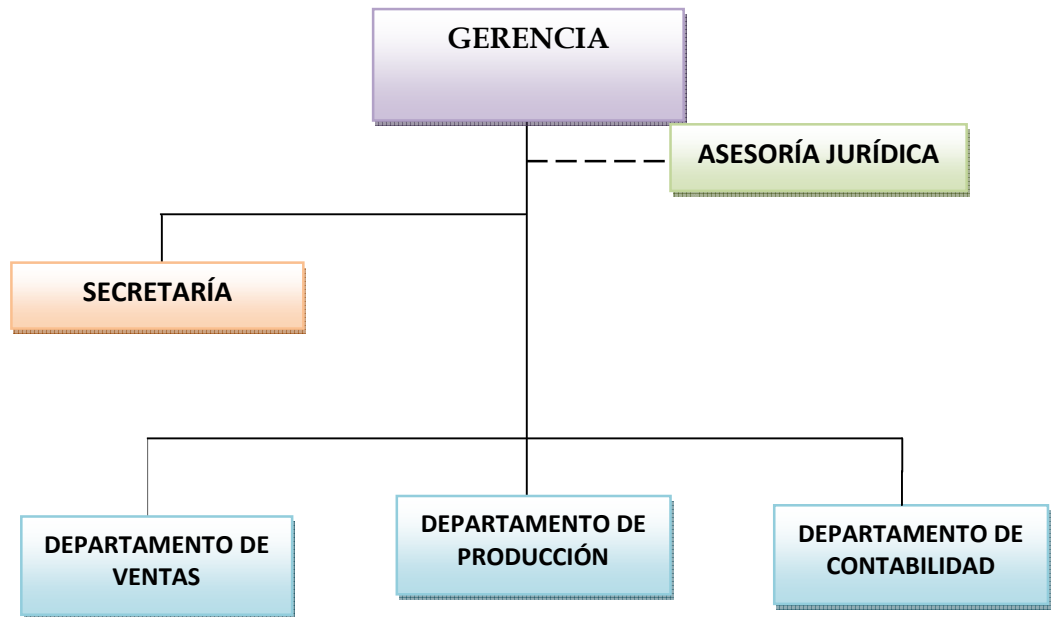 GERENCIA
ASESORÍA JURÍDICA
SECRETARÍA
DEPARTAMENTO DE
VENTAS
DEPARTAMENTO DE
PRODUCCIÓN
DEPARTAMENTO DE
CONTABILIDAD